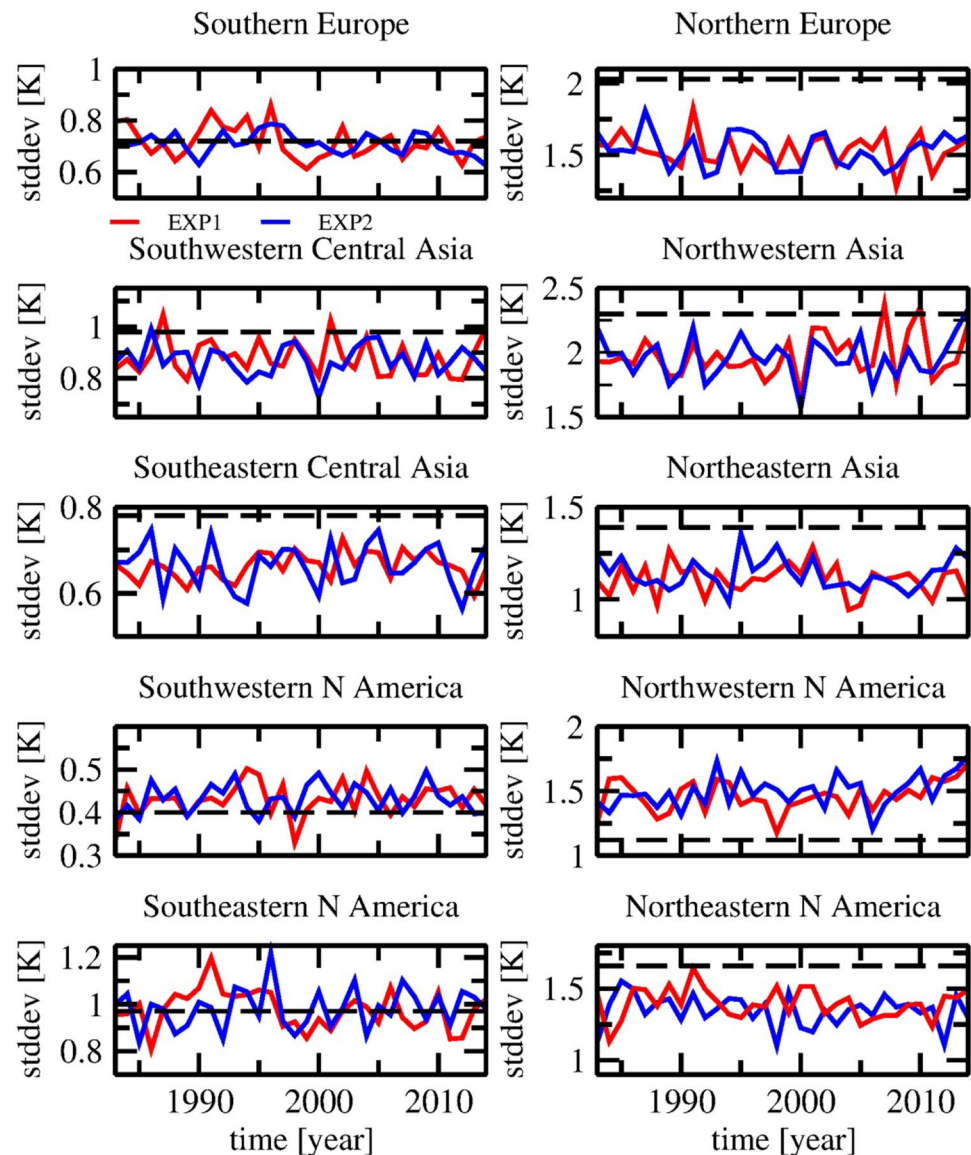 Southern Europe
Northern Europe
stddev [K]
1
0.8
0.6
stddev [K]
2
1.5
EXP1 EXP2
Southwestern Central Asia
Northwestern Asia
stddev [K]
1
0.8
stddev [K]
2.5
2
1.5
Southeastern Central Asia
Northeastern Asia
stddev [K]
0.8
0.6
stddev [K]
1.5
1
Southwestern N America
Northwestern N America
stddev [K]
0.5
0.4
0.3
stddev [K]
2
1.5
1
Southeastern N America
Northeastern N America
stddev [K]
1.2
1
0.8
stddev [K]
1.5
1
1990 2000 2010
1990 2000 2010
time [year]
time [year]